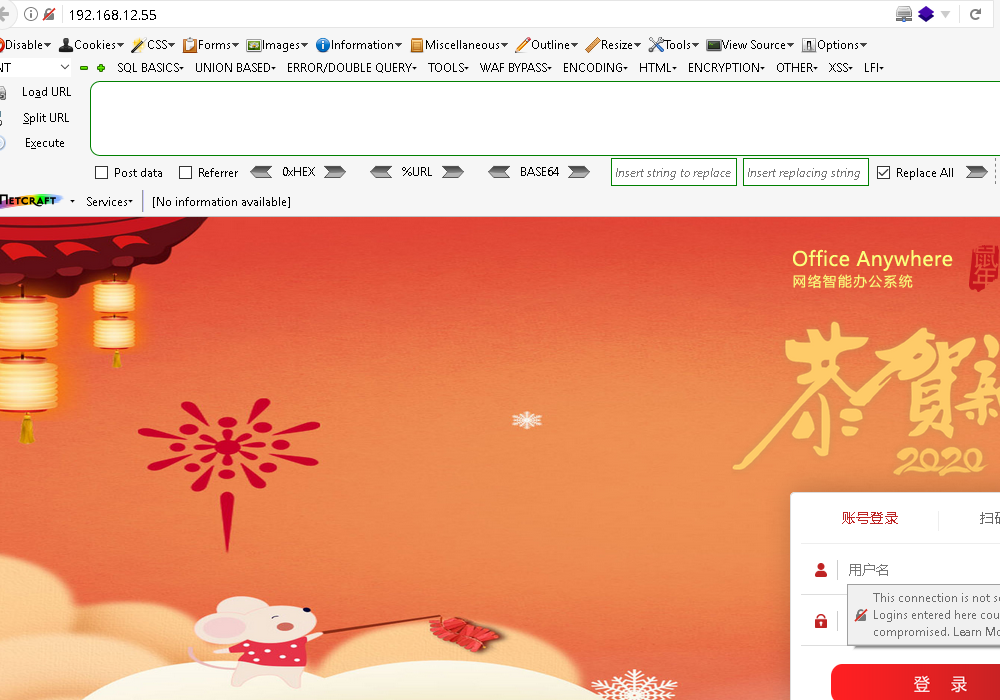 192.168.12.55
Disable Cookies CSS Forms Images Information Miscellaneous Outline Resize Tools View Source Options
NT SQL BASICS UNION BASED ERROR/DOUBLE QUERY TOOLS WAF BYPASS ENCODING HTML ENCRYPTION OTHER XSS LFI
Load URL
Split URL
Execute
Post data Referrer 0xHEX %URL BASE64 Insert string to replace Insert replacing string Replace All
NETCRAFT Services [No information available]
Office Anywhere
网络智能办公系统
鼠年
恭賀新
2020
账号登录 扫码
用户名
This connection is not s
Logins entered here cou
compromised. Learn Mo
登 录